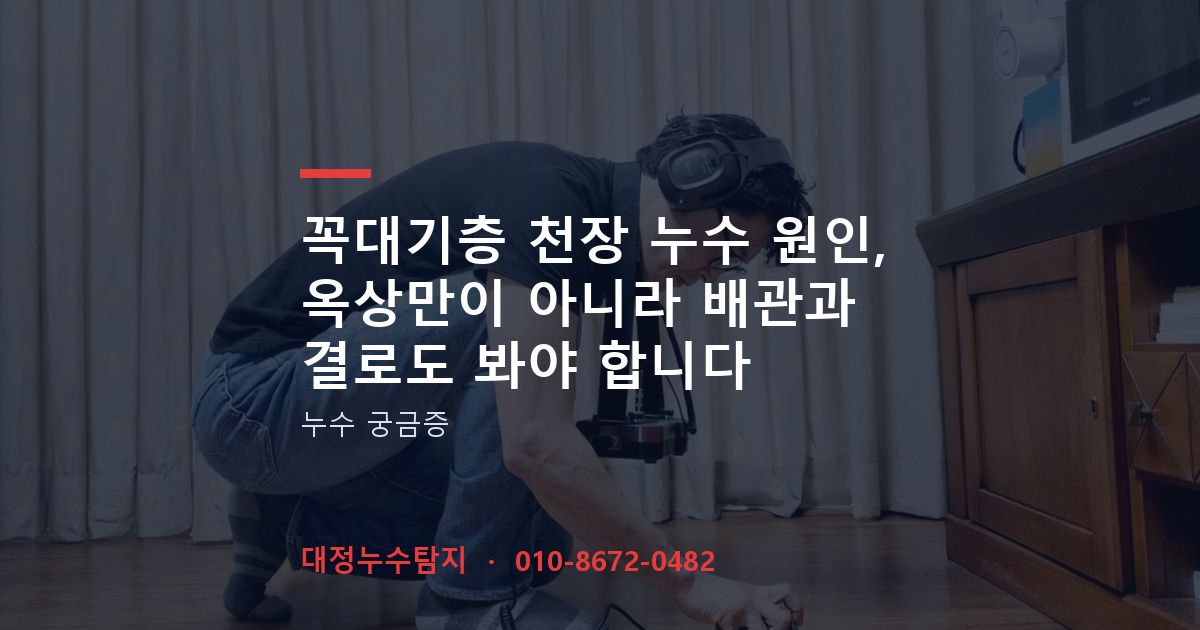 꼭대기층 천장 누수 원인,
옥상만이 아니라 배관과
결로도 봐야 합니다
누수 궁금증
대정누수탐지 · 010-8672-0482